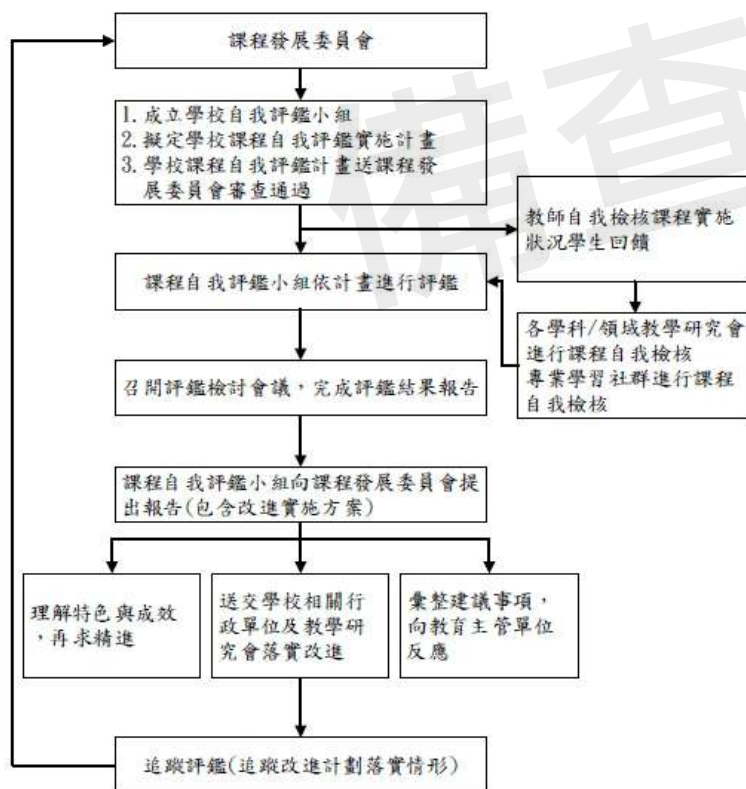 備查
課程發展委員會
1. 成立學校自我評鑑小組
2. 擬定學校課程自我評鑑實施計畫
3. 學校課程自我評鑑計畫送課程發
展委員會審查通過
教師自我檢核課程實施
狀況學生回饋
課程自我評鑑小組依計畫進行評鑑
各學科/領域教學研究會
進行課程自我檢核
專業學習社群進行課程
自我檢核
召開評鑑檢討會議，完成評鑑結果報告
課程自我評鑑小組向課程發展委員會提
出報告(包含改進實施方案)
理解特色與成效
，再求精進
送交學校相關行
政單位及教學研
究會落實改進
彙整建議事項，
向教育主管單位
反應
追蹤評鑑(追蹤改進計劃落實情形)